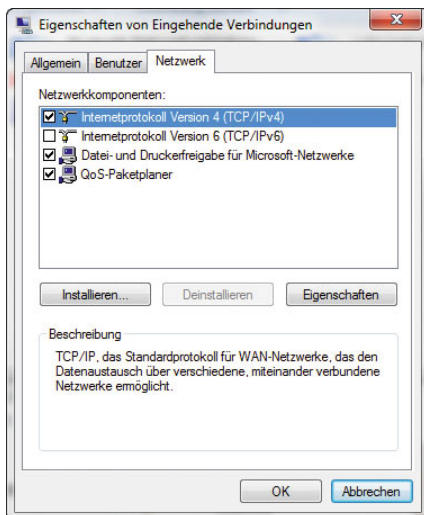 Eigenschaften von Eingehende Verbindungen
Allgemein Benutzer Netzwerk
Netzwerkkomponenten:
Internetprotokoll Version 4 (TCP/IPv4)
Internetprotokoll Version 6 (TCP/IPv6)
Datei- und Druckerfreigabe für Microsoft-Netzwerke
QoS-Paketplaner
Installieren... Deinstallieren Eigenschaften
Beschreibung
TCP/IP, das Standardprotokoll für WAN-Netzwerke, das den
Datenaustausch über verschiedene, miteinander verbundene
Netzwerke ermöglicht.
OK Abbrechen